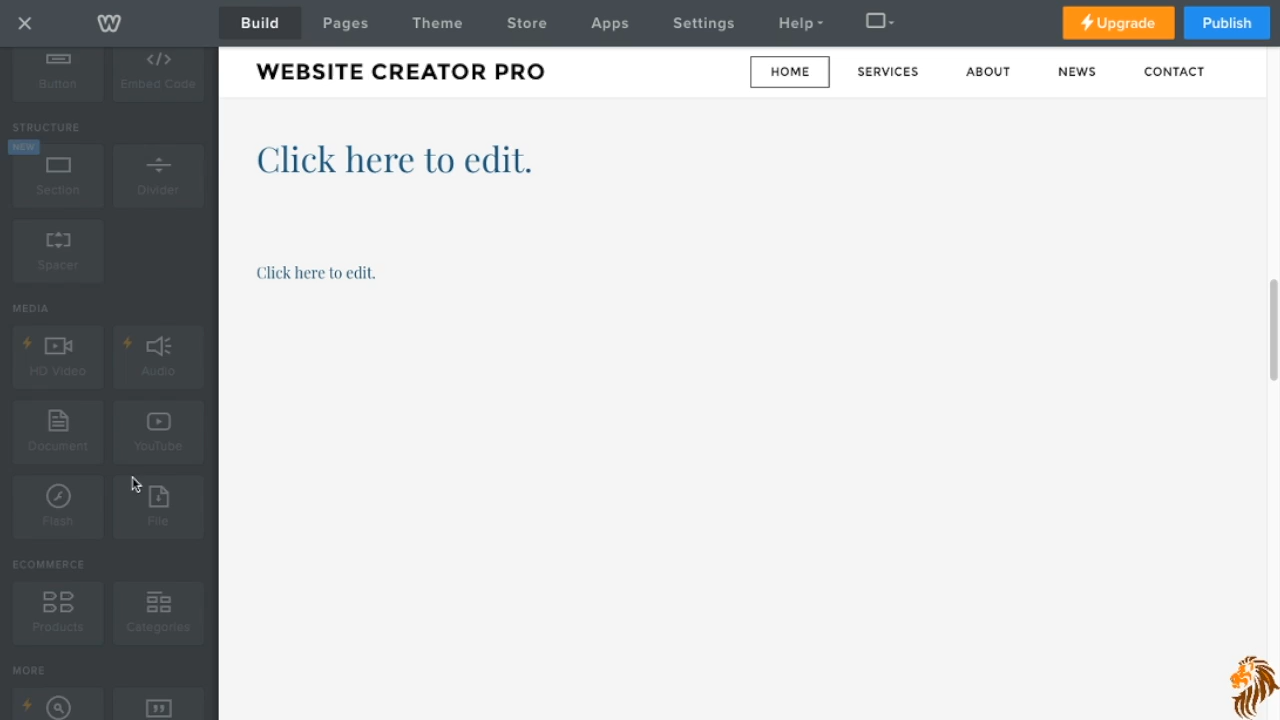 Build Pages Theme Store Apps Settings Help Upgrade Publish
Button Embed Code
STRUCTURE
NEW
Section Divider
Spacer
MEDIA
HD Video Audio
Document YouTube
Flash File
ECOMMERCE
Products Categories
MORE
WEBSITE CREATOR PRO HOME SERVICES ABOUT NEWS CONTACT
Click here to edit.
Click here to edit.